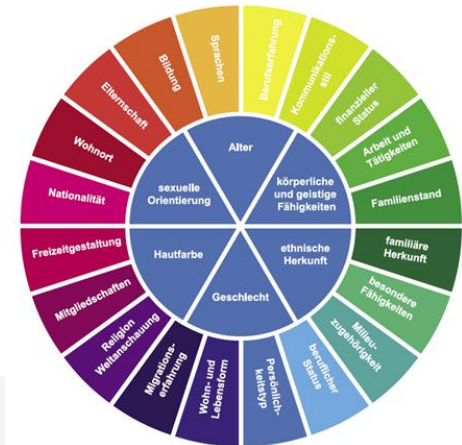 Sprachen
Berufserfahrung
Kommunikations-
stil
finanzieller
Status
Arbeit und
Tätigkeiten
Familienstand
familiäre
Herkunft
besondere
Fähigkeiten
Milieu-
zugehörigkeit
beruflicher
Status
Persönlich-
keitstyp
Wohn- und
Lebensform
Migrations-
erfahrung
Religion
Weltanschauung
Mitgliedschaften
Freizeitgestaltung
Nationalität
Wohnort
Elternschaft
Bildung
Alter
körperliche
und geistige
Fähigkeiten
ethnische
Herkunft
Geschlecht
Hautfarbe
sexuelle
Orientierung